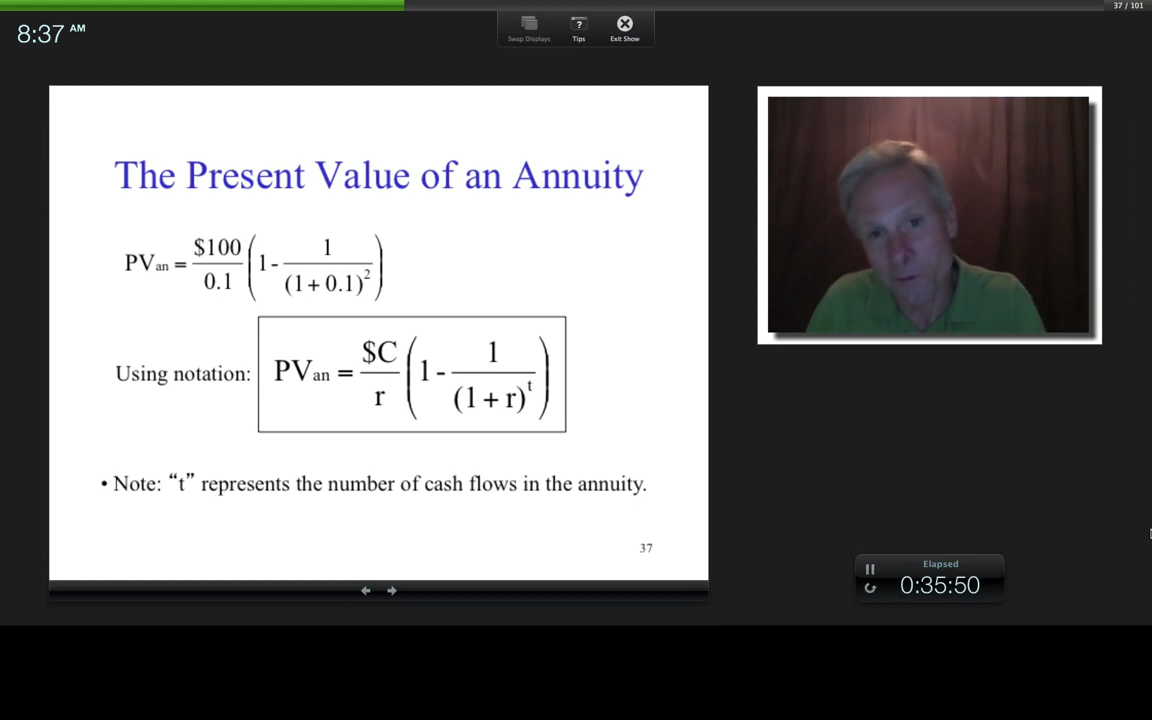 37 / 101
8:37 AM
?
Swap Displays Tips Exit Show
The Present Value of an Annuity
PVan = $100/0.1 (1 - 1/(1 + 0.1)²)
Using notation: PVan = $C/r (1 - 1/(1 + r)^t)
• Note: “t” represents the number of cash flows in the annuity.
37
Elapsed
0:35:50